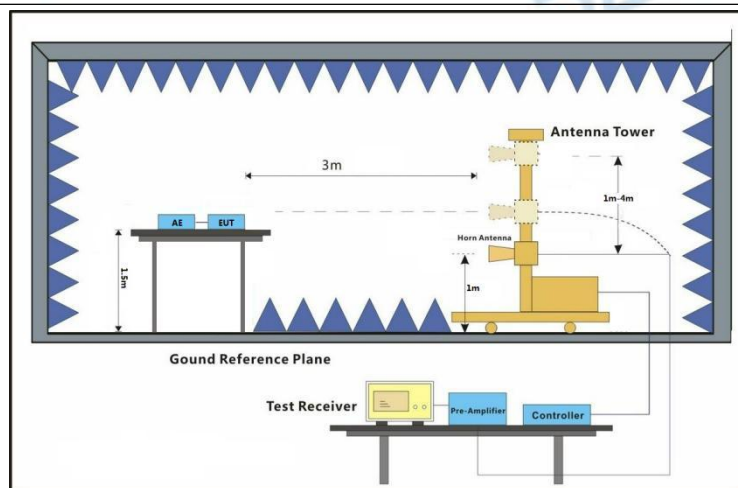 Antenna Tower
3m
1m-4m
AE
EUT
Horn Antenna
1.5m
1m
Gound Reference Plane
Test Receiver
Pre-Amplifier
Controller